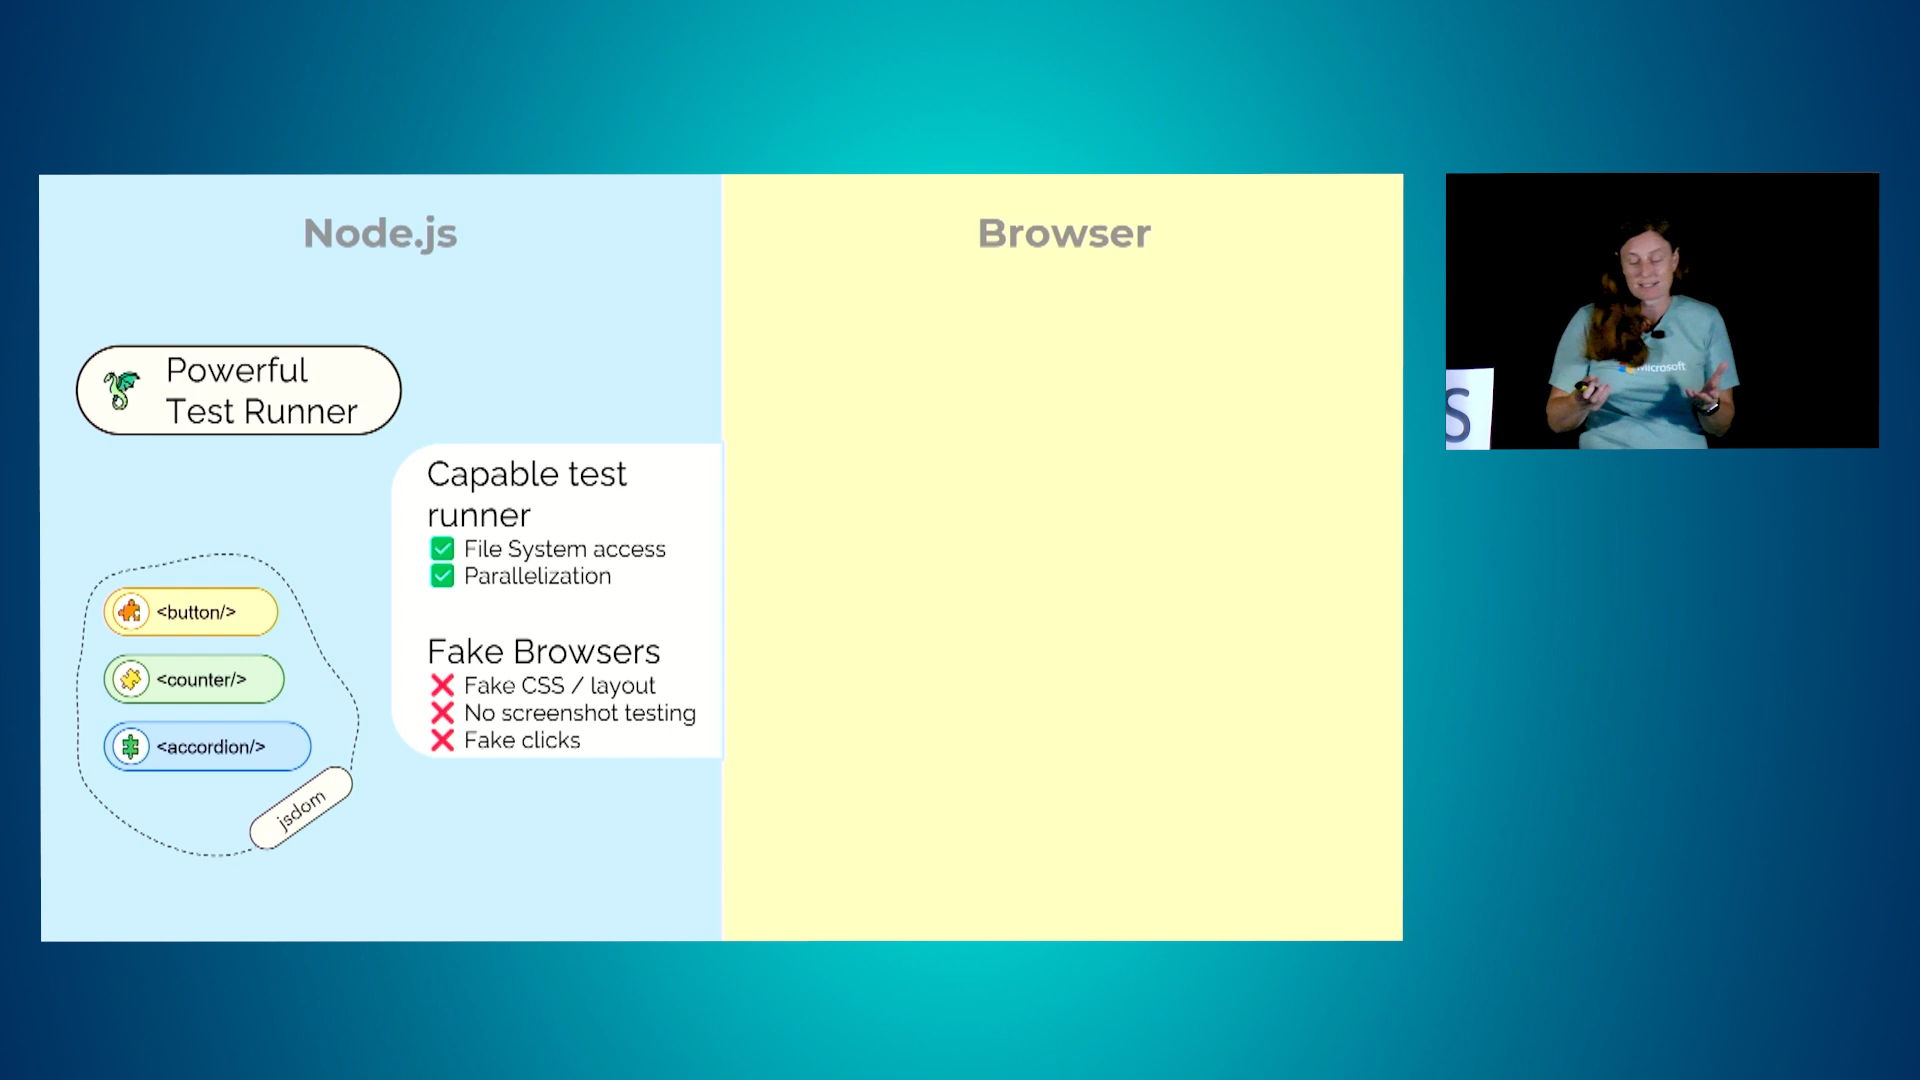 Node.js
Browser
Powerful
Test Runner
Capable test
runner
File System access
Parallelization
<button/>
<counter/>
<accordion/>
jsdom
Fake Browsers
Fake CSS / layout
No screenshot testing
Fake clicks
Microsoft
S